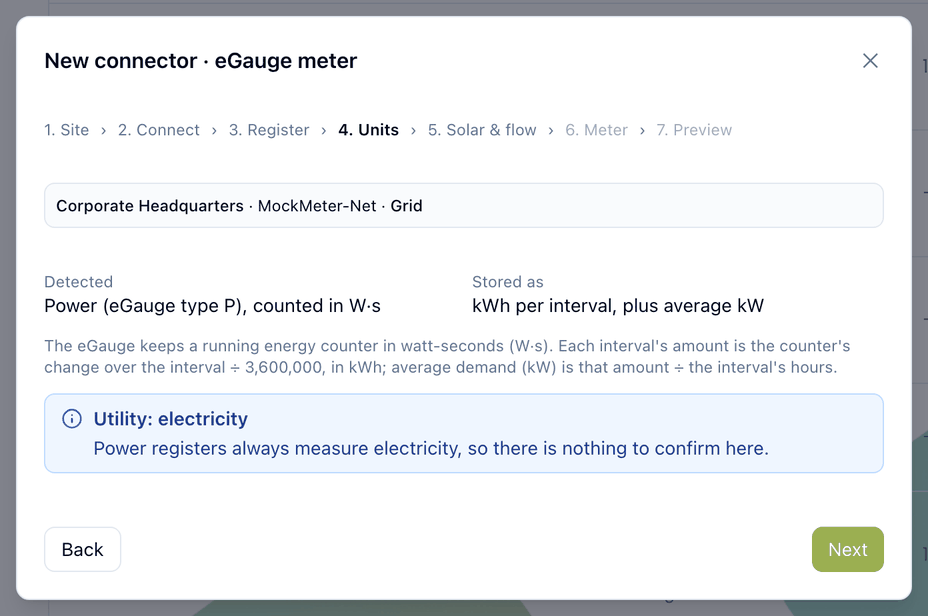 New connector · eGauge meter
1. Site › 2. Connect › 3. Register › 4. Units › 5. Solar & flow › 6. Meter › 7. Preview
Corporate Headquarters · MockMeter-Net · Grid
Detected
Power (eGauge type P), counted in W·s
Stored as
kWh per interval, plus average kW
The eGauge keeps a running energy counter in watt-seconds (W·s). Each interval's amount is the counter's
change over the interval ÷ 3,600,000, in kWh; average demand (kW) is that amount ÷ the interval's hours.
Utility: electricity
Power registers always measure electricity, so there is nothing to confirm here.
Back
Next